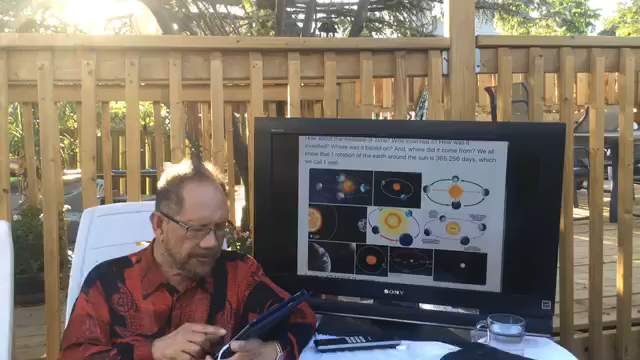 How about the measure of Time? Who invented it? How was it
invented? Where was it based on? And, where did it come from? We all
know that 1 rotation of the earth around the sun is 365.256 days, which
we call 1 year.
SONY